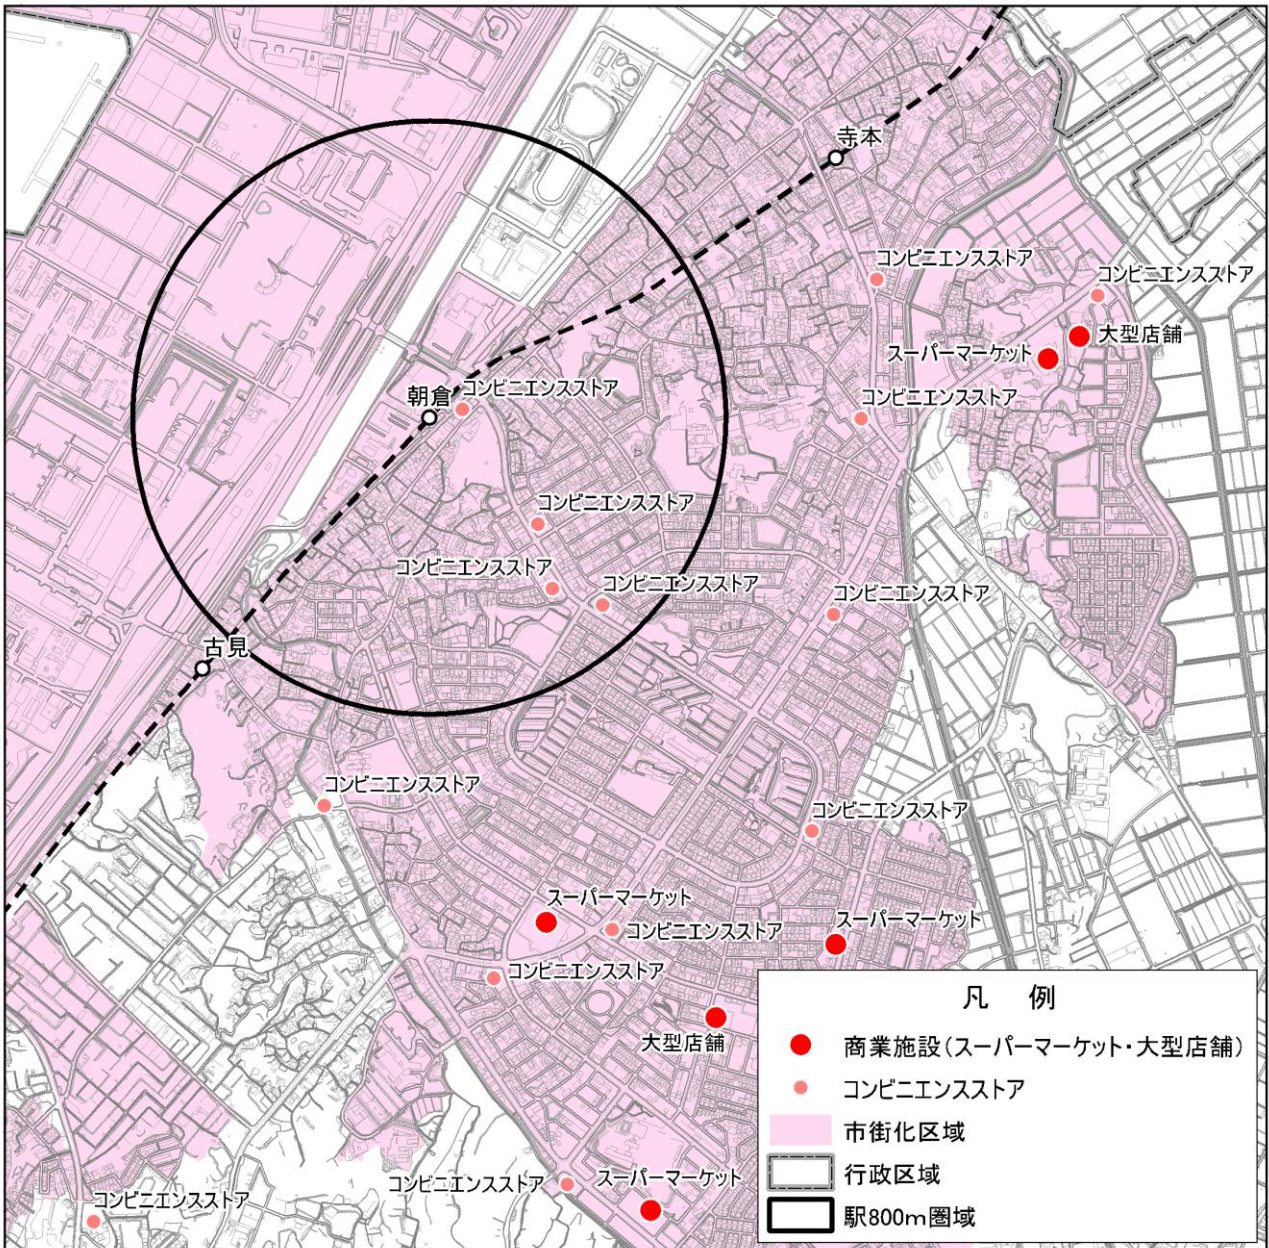 寺本
コンビニエンスストア
コンビニエンスストア
大型店舗
スーパーマーケット
朝倉
コンビニエンスストア
コンビニエンスストア
コンビニエンスストア
コンビニエンスストア
コンビニエンスストア
コンビニエンスストア
古見
コンビニエンスストア
コンビニエンスストア
スーパーマーケット
スーパーマーケット
コンビニエンスストア
コンビニエンスストア
大型店舗
スーパーマーケット
コンビニエンスストア
コンビニエンスストア
凡 例
商業施設(スーパーマーケット・大型店舗)
コンビニエンスストア
市街化区域
行政区域
駅800m圏域